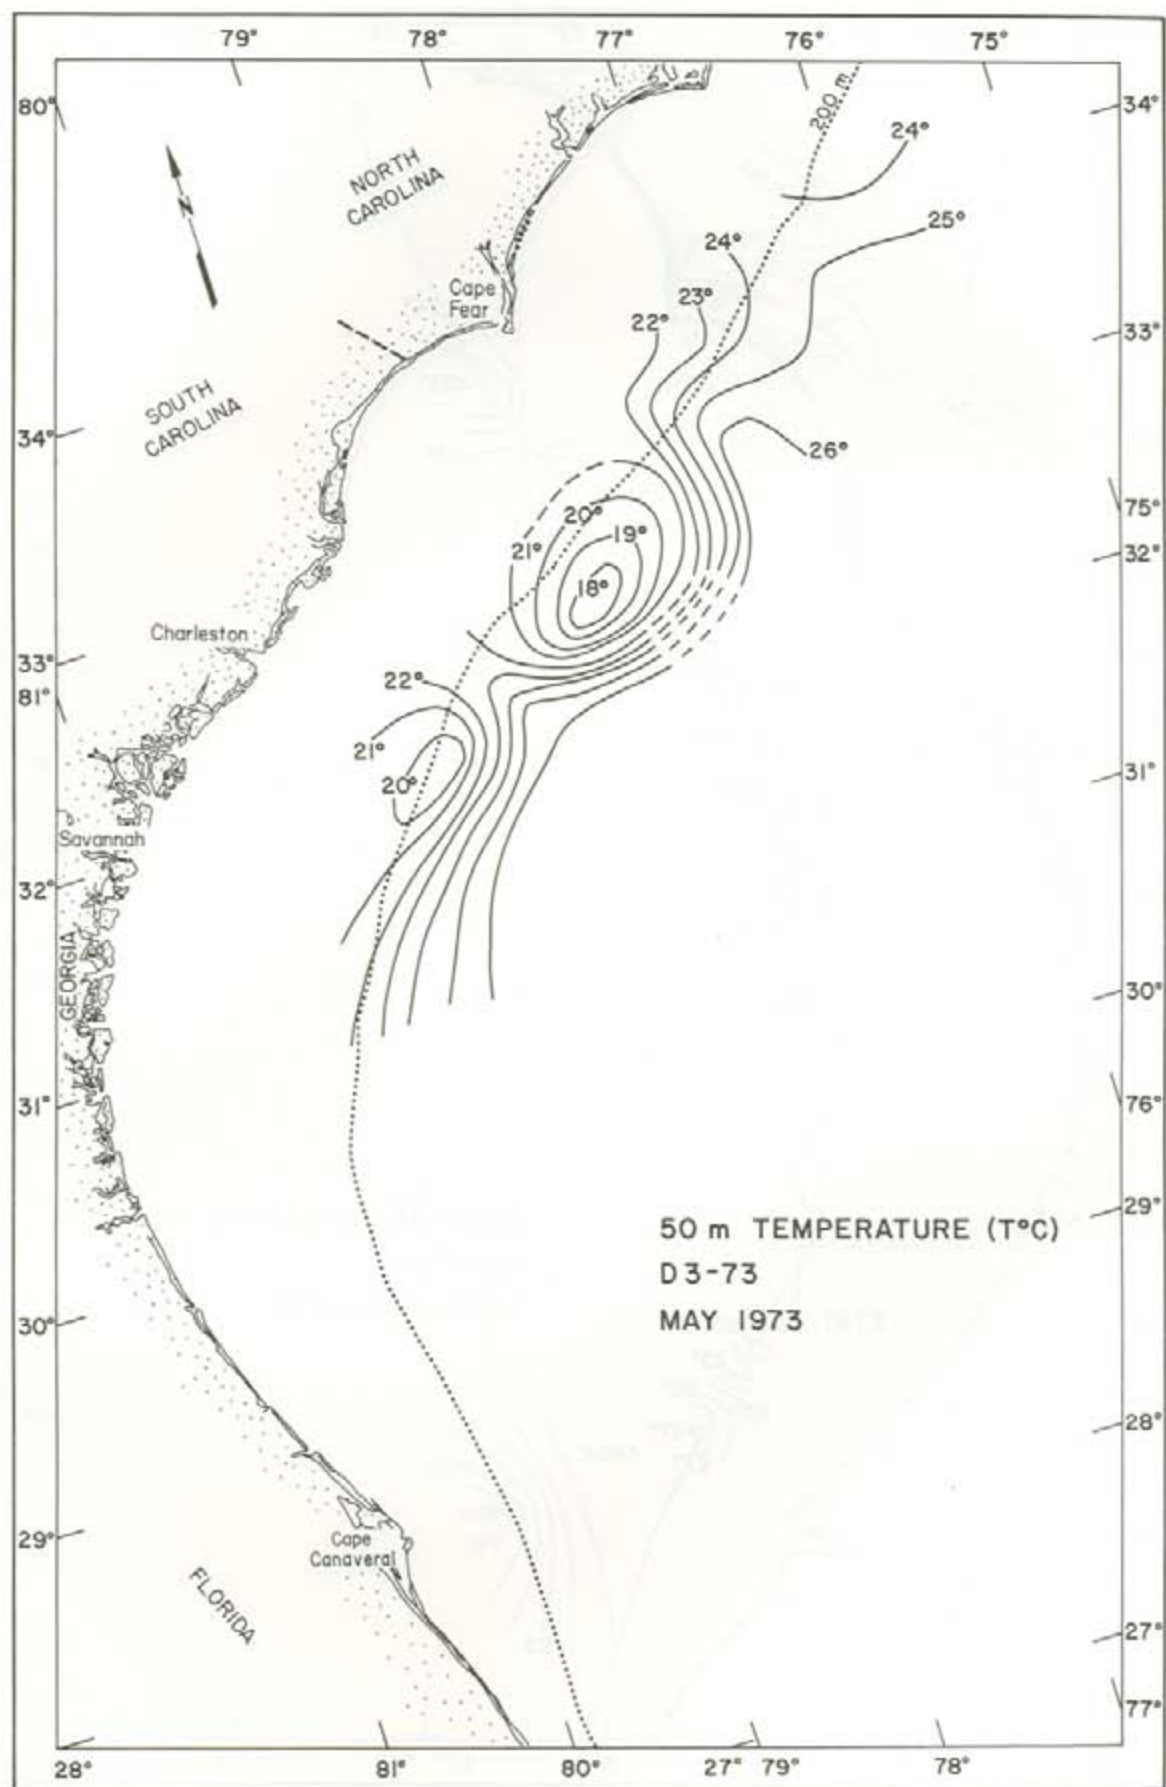 79° 78° 77° 76° 75°
80°
34°
200 m
24°
N
NORTH
CAROLINA
25°
24°
23°
22°
Cape
Fear
33°
SOUTH
CAROLINA
34°
26°
75°
20°
19°
21°
32°
18°
Charleston
33°
81°
22°
21°
20°
31°
Savannah
32°
GEORGIA
30°
31°
76°
29°
50 m TEMPERATURE (T°C)
D3-73
MAY 1973
30°
28°
29°
Cape
Canaveral
FLORIDA
27°
77°
28° 81° 80° 27° 79° 78°